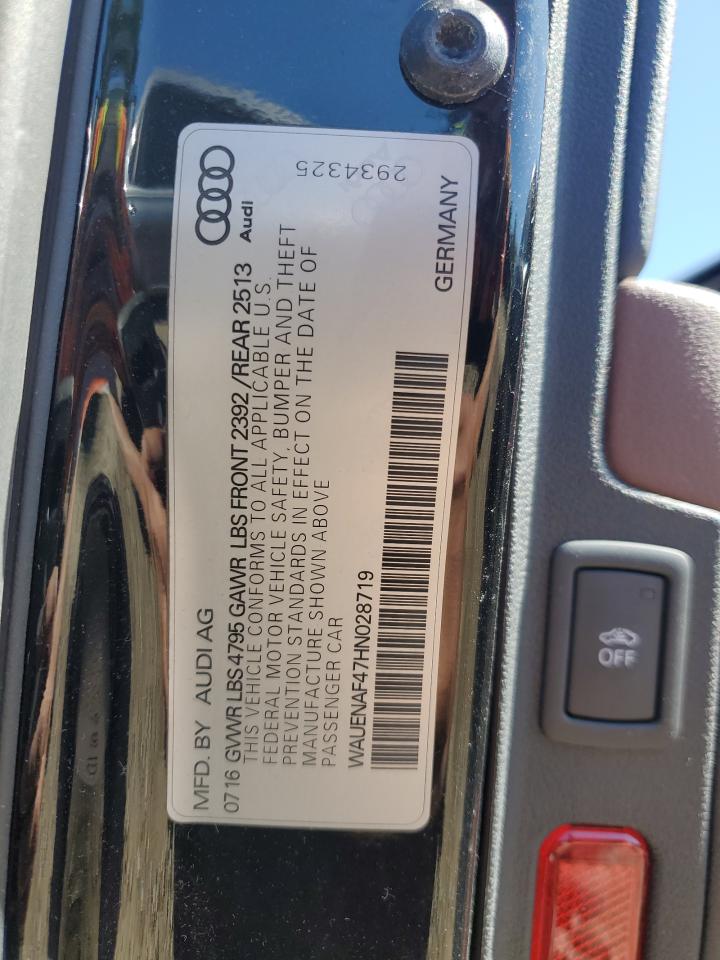 MFD. BY AUDI AG
Audi
0716 GVWR LBS 4795 GAWR LBS FRONT 2392 /REAR 2513
THIS VEHICLE CONFORMS TO ALL APPLICABLE U.S.
FEDERAL MOTOR VEHICLE SAFETY, BUMPER AND THEFT
PREVENTION STANDARDS IN EFFECT ON THE DATE OF
MANUFACTURE SHOWN ABOVE
PASSENGER CAR
WAUENAF47HN028719
GERMANY
2934325
OFF